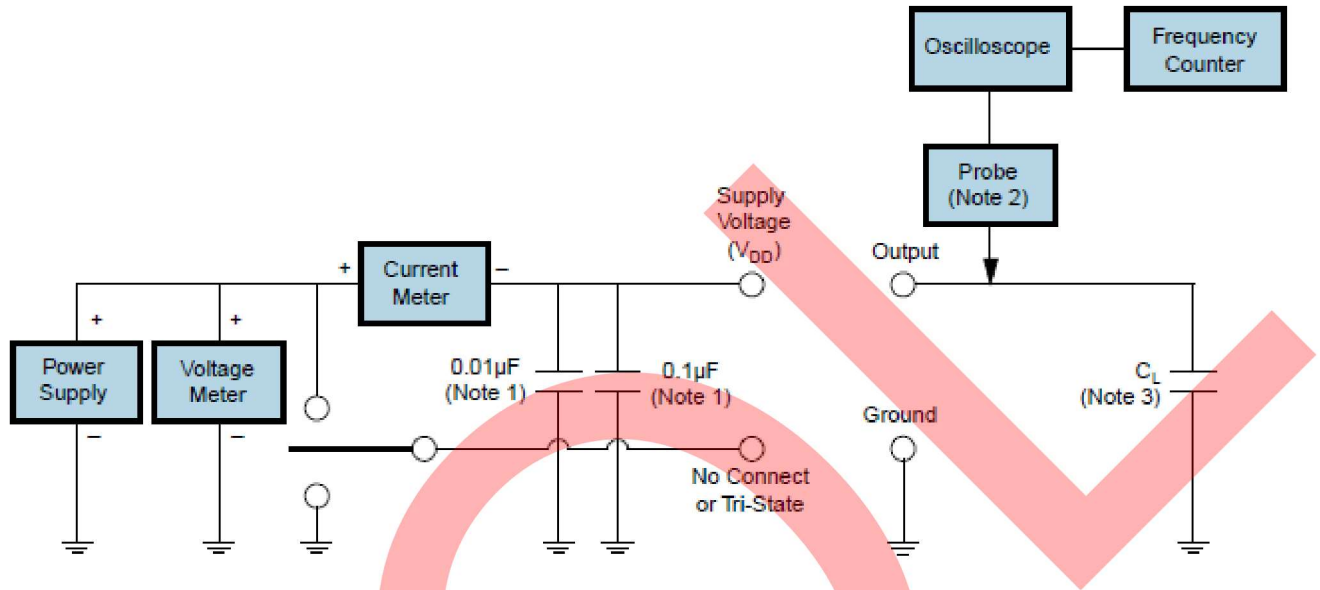 Oscilloscope
Frequency
Counter
Probe
(Note 2)
Supply
Voltage
(VDD)
Output
+
Current
Meter
–
+
Power
Supply
–
+
Voltage
Meter
–
0.01µF
(Note 1)
0.1µF
(Note 1)
CL
(Note 3)
Ground
No Connect
or Tri-State